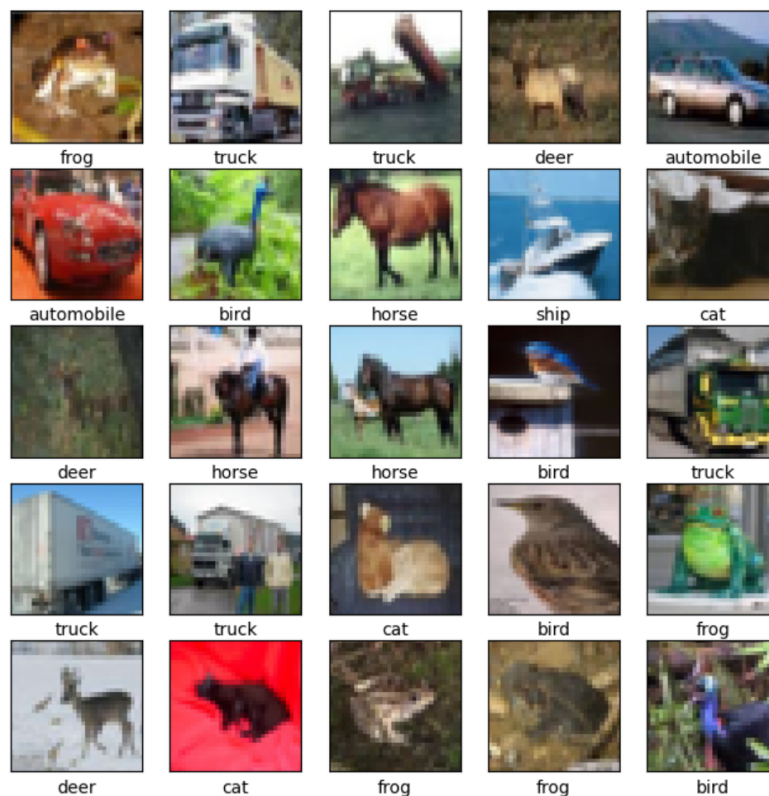 frog truck truck deer automobile
automobile bird horse ship cat
deer horse horse bird truck
truck truck cat bird frog
deer cat frog frog bird